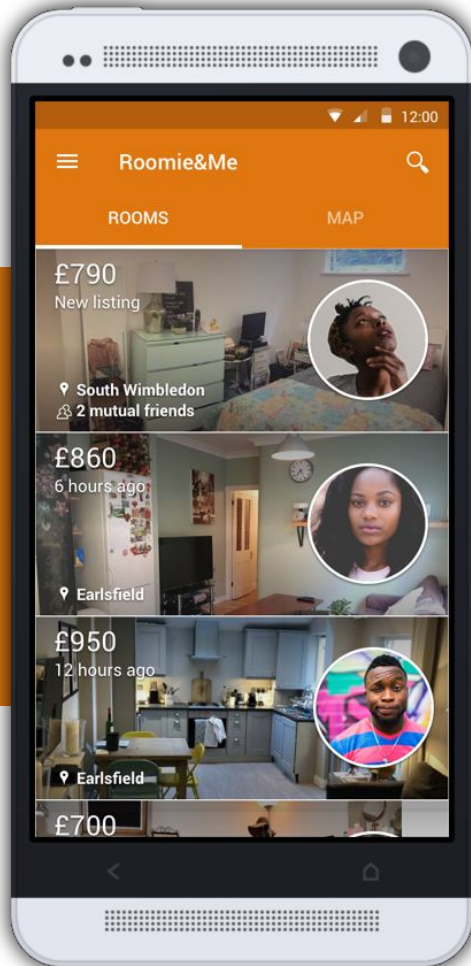 12:00
Roomie&Me
ROOMS
MAP
£790
New listing
South Wimbledon
2 mutual friends
£860
6 hours ago
Earlsfield
£950
12 hours ago
Earlsfield
£700